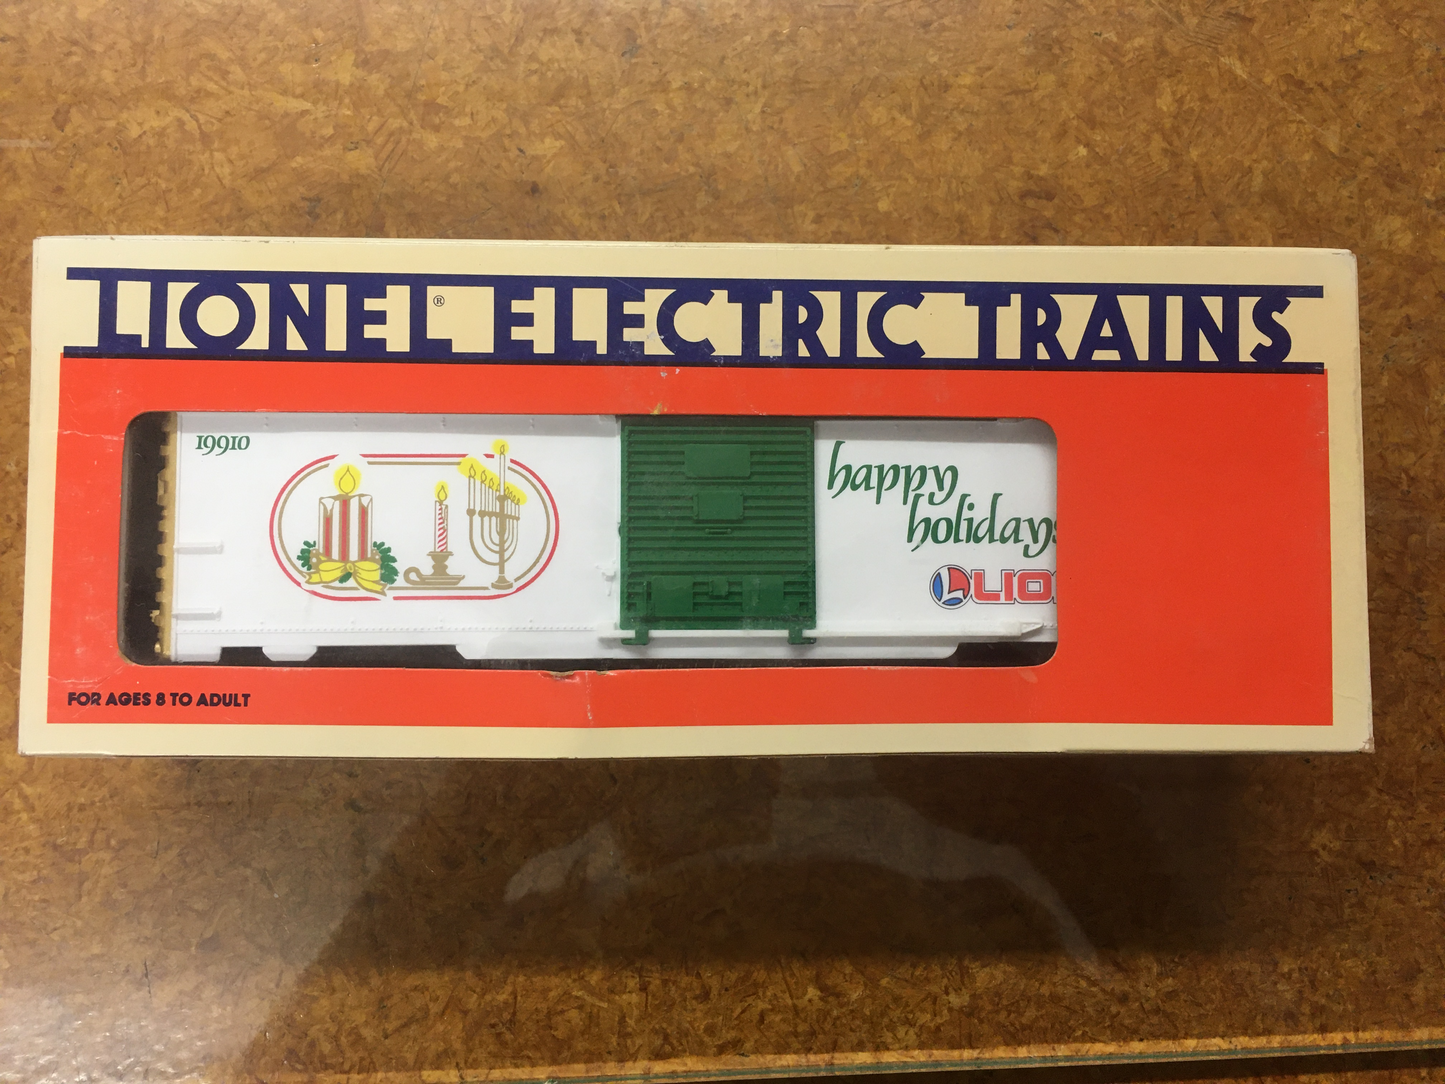 LIONEL® ELECTRIC TRAINS
19910
happy
holidays
LIO
FOR AGES 8 TO ADULT